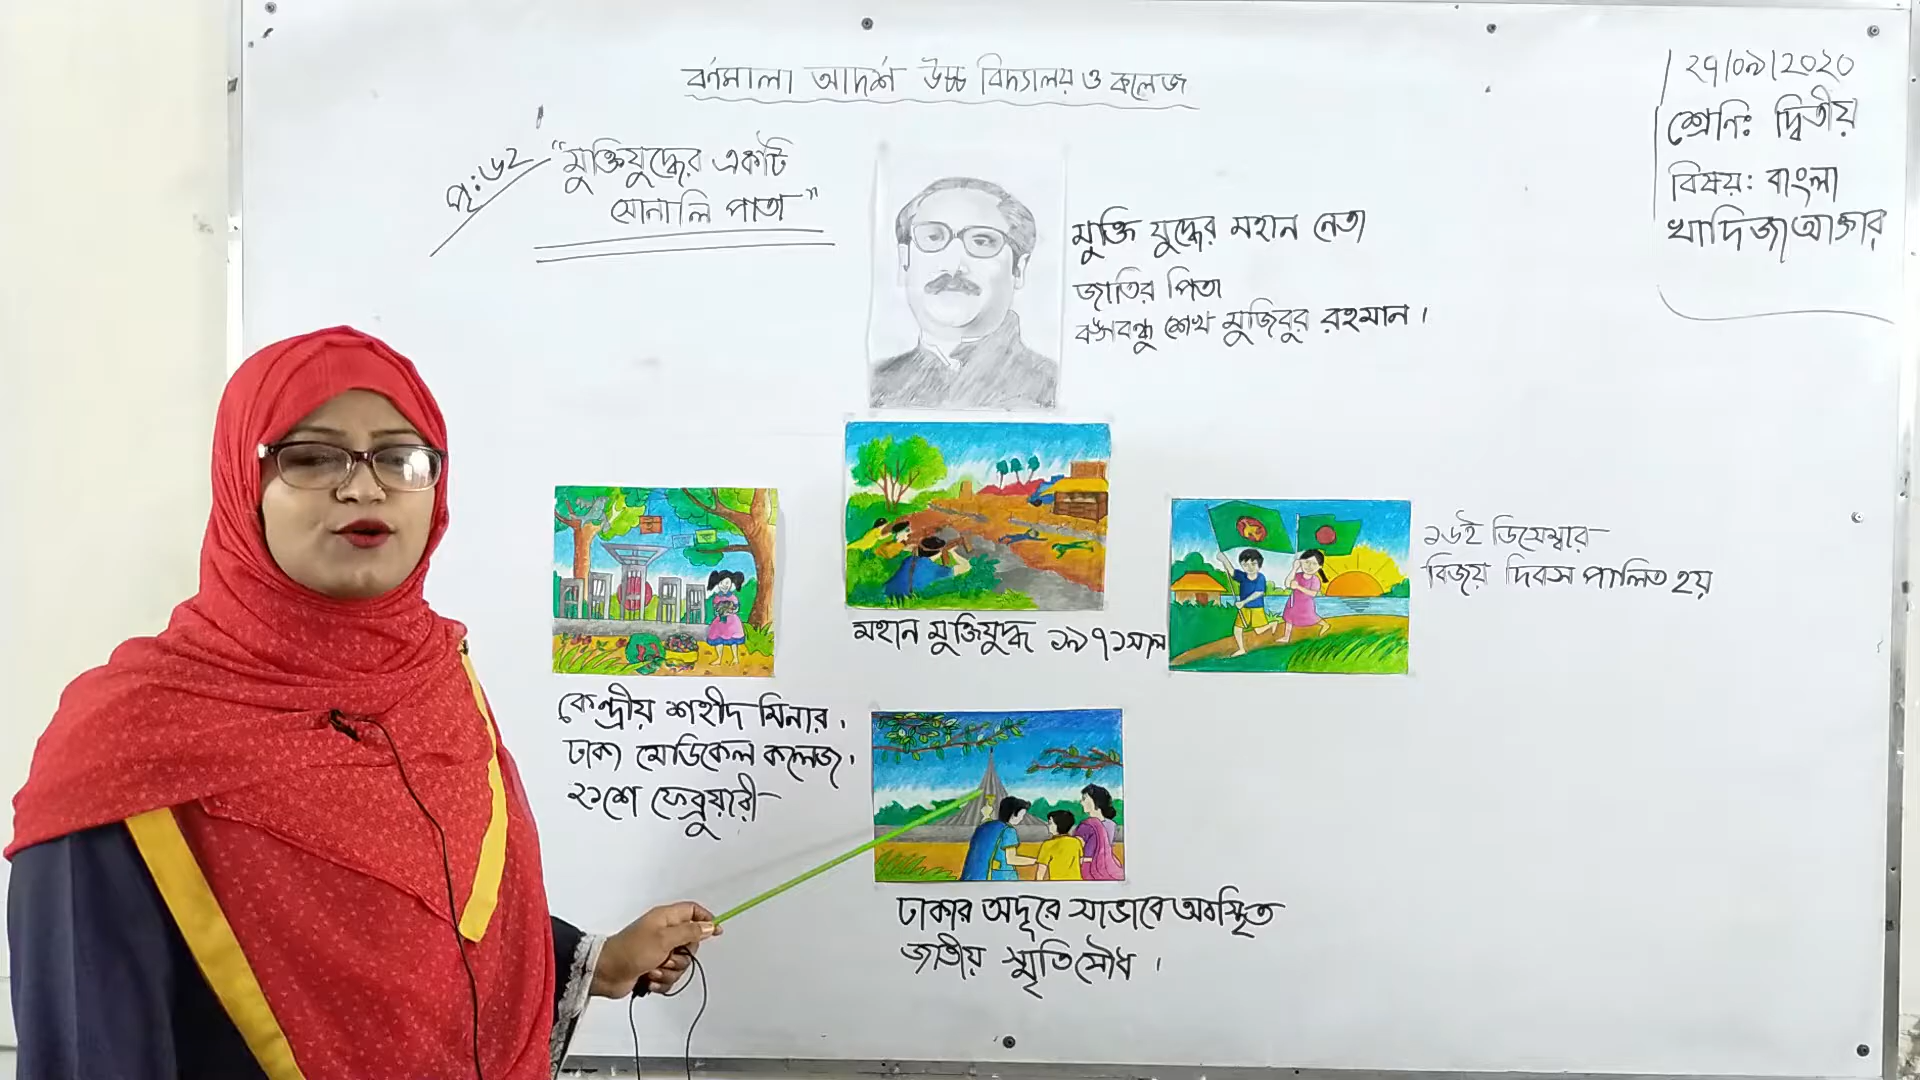 বর্ণমালা আদর্শ উচ্চ বিদ্যালয় ও কলেজ
২৭/০৯/২০২০
শ্রেনিঃ দ্বিতীয়
বিষয়: বাংলা
খাদিজা আক্তার
পৃ:৬২
"মুক্তিযুদ্ধের একটি
সোনালি পাতা"
মুক্তি যুদ্ধের মহান নেতা
জাতির পিতা
বঙ্গবন্ধু শেখ মুজিবুর রহমান।
মহান মুক্তিযুদ্ধ ১৯৭১সাল
১৬ই ডিসেম্বার
বিজয় দিবস পালিত হয়
কেন্দ্রীয় শহীদ মিনার,
ঢাকা মেডিকেল কলেজ,
২১শে ফেব্রুয়ারী
ঢাকার অদূরে সাভারে অবস্থিত
জাতীয় স্মৃতিসৌধ।